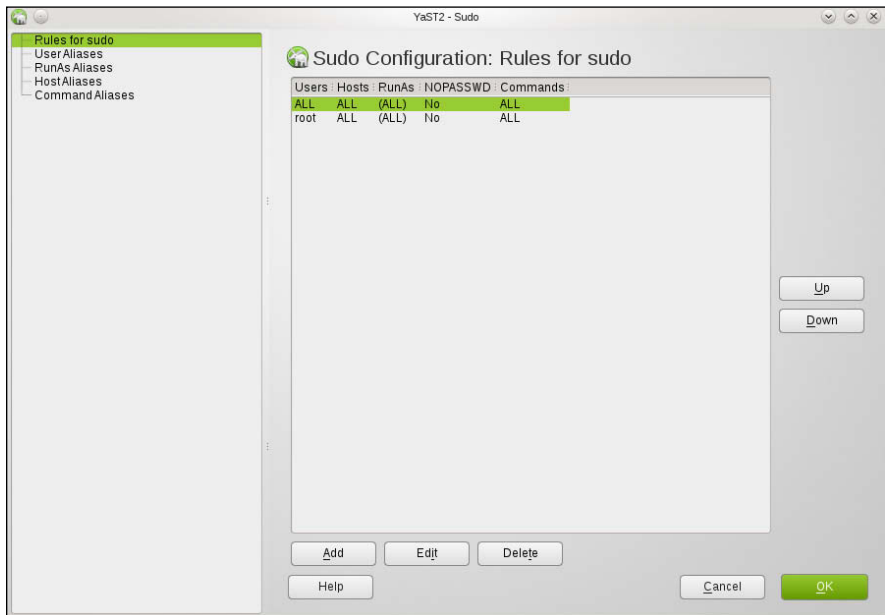 YaST2 - Sudo
Rules for sudo
User Aliases
RunAs Aliases
Host Aliases
Command Aliases
Sudo Configuration: Rules for sudo
Users Hosts RunAs NOPASSWD Commands
ALL ALL (ALL) No ALL
root ALL (ALL) No ALL
Up
Down
Add Edit Delete
Help Cancel OK